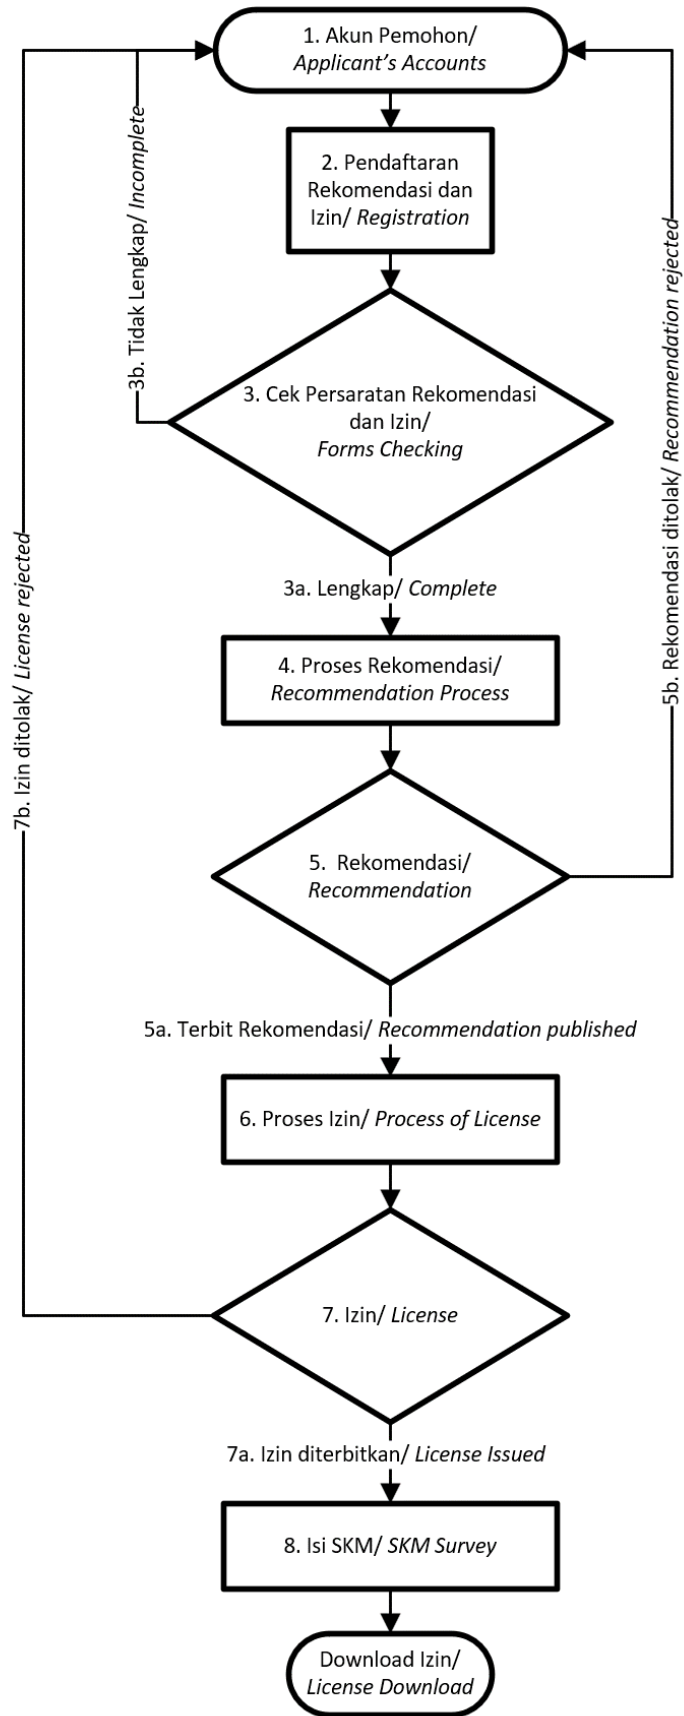 1. Akun Pemohon/
Applicant's Accounts
2. Pendaftaran
Rekomendasi dan
Izin/ Registration
3b. Tidak Lengkap/ Incomplete
3. Cek Persaratan Rekomendasi
dan Izin/
Forms Checking
3a. Lengkap/ Complete
4. Proses Rekomendasi/
Recommendation Process
5b. Rekomendasi ditolak/ Recommendation rejected
5. Rekomendasi/
Recommendation
5a. Terbit Rekomendasi/ Recommendation published
6. Proses Izin/ Process of License
7b. Izin ditolak/ License rejected
7. Izin/ License
7a. Izin diterbitkan/ License Issued
8. Isi SKM/ SKM Survey
Download Izin/
License Download